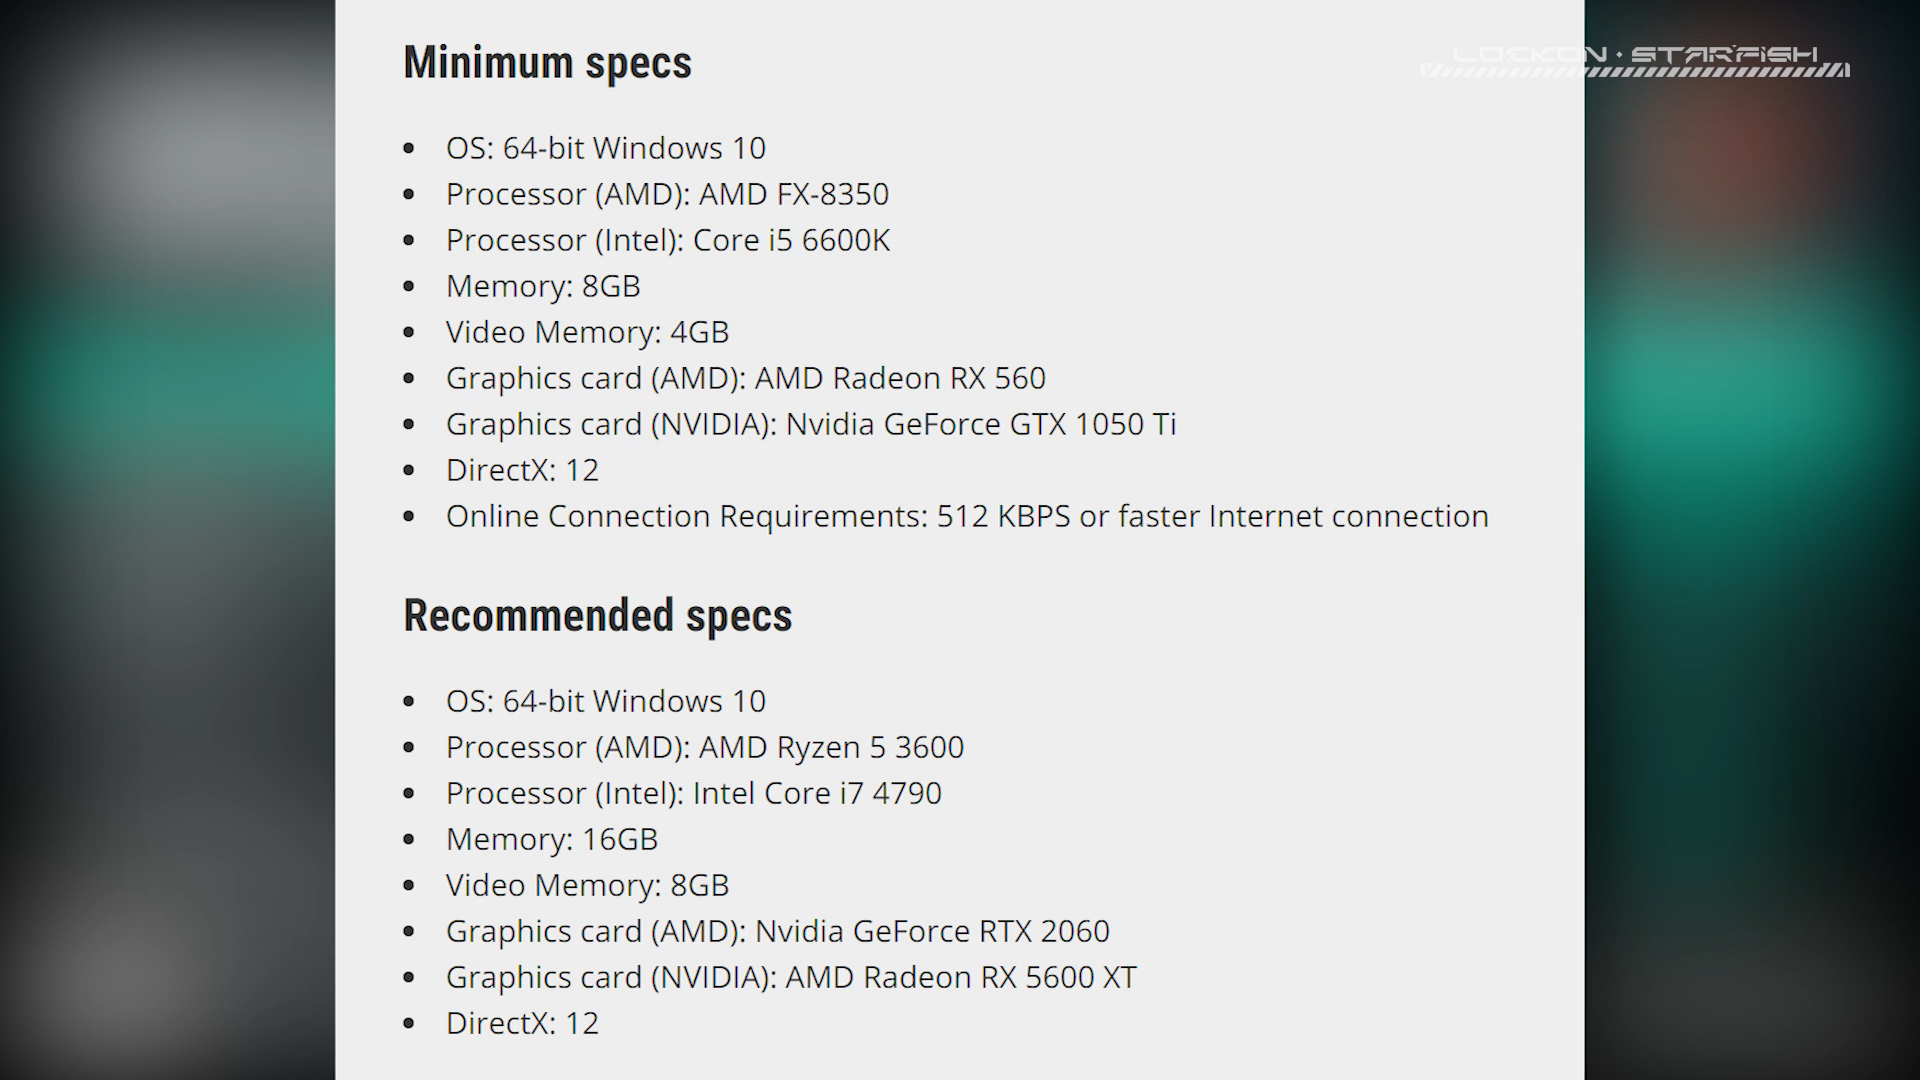 LOCKON · STARFISH
Minimum specs
• OS: 64-bit Windows 10
• Processor (AMD): AMD FX-8350
• Processor (Intel): Core i5 6600K
• Memory: 8GB
• Video Memory: 4GB
• Graphics card (AMD): AMD Radeon RX 560
• Graphics card (NVIDIA): Nvidia GeForce GTX 1050 Ti
• DirectX: 12
• Online Connection Requirements: 512 KBPS or faster Internet connection
Recommended specs
• OS: 64-bit Windows 10
• Processor (AMD): AMD Ryzen 5 3600
• Processor (Intel): Intel Core i7 4790
• Memory: 16GB
• Video Memory: 8GB
• Graphics card (AMD): Nvidia GeForce RTX 2060
• Graphics card (NVIDIA): AMD Radeon RX 5600 XT
• DirectX: 12